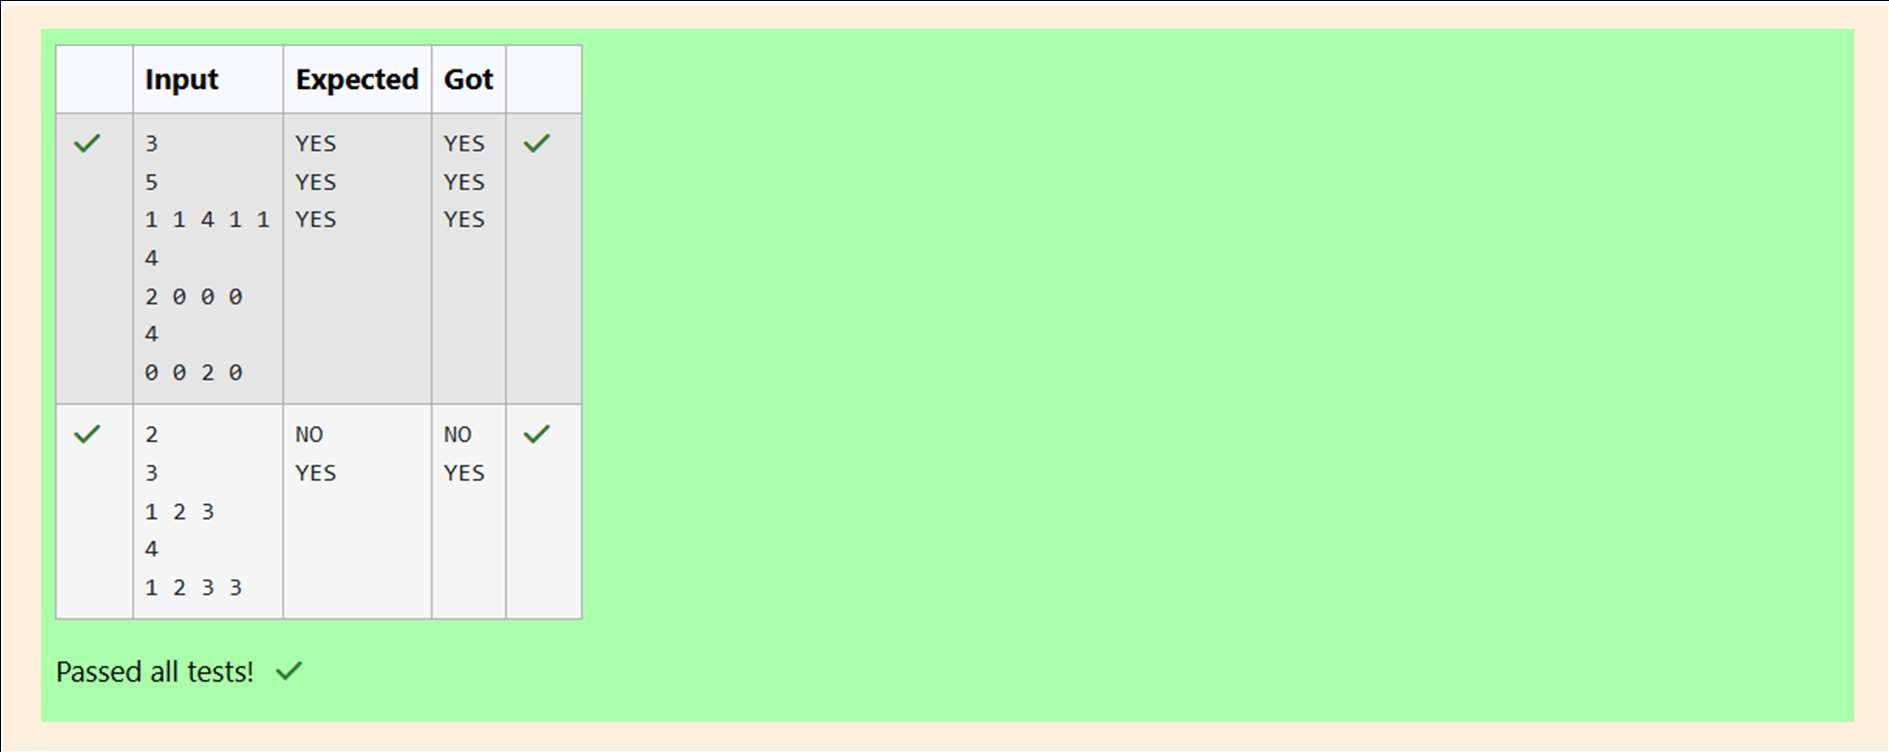 Input Expected Got
3 YES YES
5 YES YES
1 1 4 1 1 YES YES
4
2 0 0 0
4
0 0 2 0
2 NO NO
3 YES YES
1 2 3
4
1 2 3 3
Passed all tests!